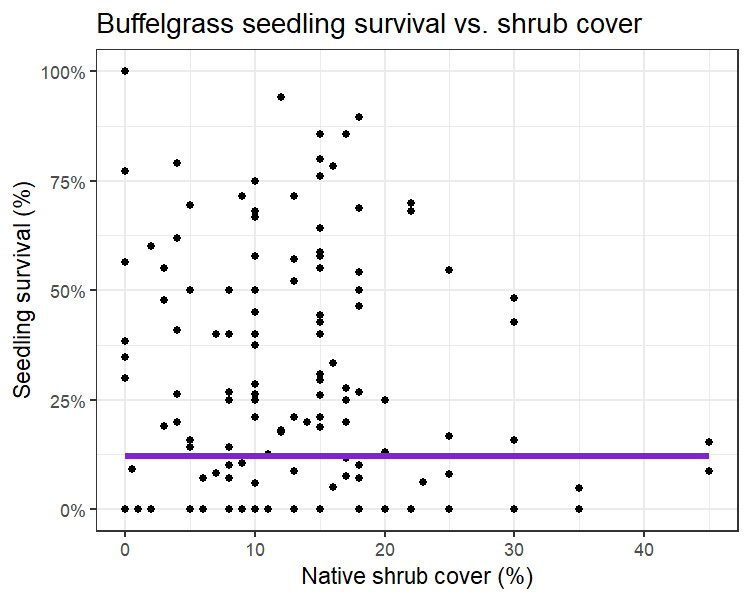 Buffelgrass seedling survival vs. shrub cover
100%
75%
50%
25%
0%
Seedling survival (%)
0 10 20 30 40
Native shrub cover (%)